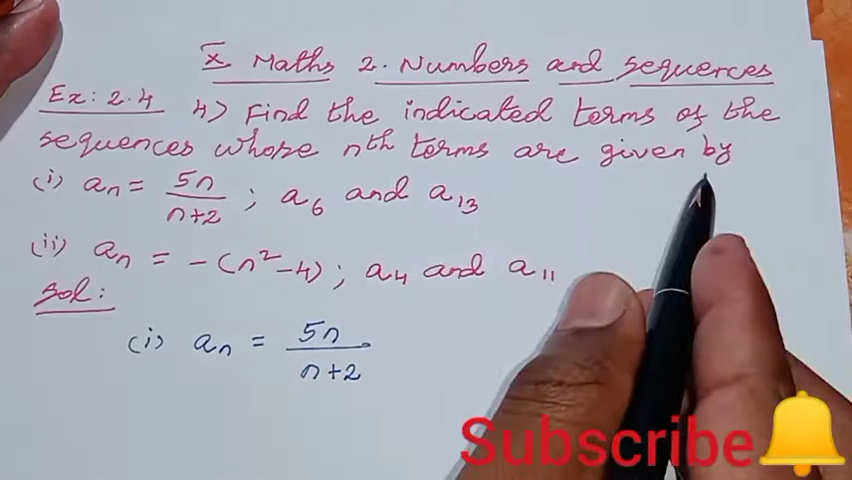 X Maths 2. Numbers and sequences
Ex: 2.4 4) Find the indicated terms of the
sequences whose nth terms are given by
(i) aₙ = 5n/n+2 ; a₆ and a₁₃
(ii) aₙ = -(n²-4) ; a₄ and a₁₁
sol:
(i) aₙ = 5n/n+2
Subscribe